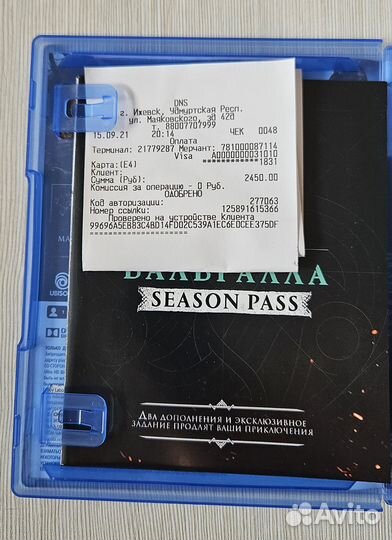 DNS
г. Ижевск, Удмуртская Респ.
ул. Маяковского, зд 42д
т. 88007707999
15.09.21 20:14 ЧЕК 0048
Оплата
Терминал: 21779287 Мерчант: 781000087114
Visa A0000000031010
Карта:(E4) ************1831
Клиент:
Сумма (Руб): 2450.00
Комиссия за операцию - 0 Руб.
ОДОБРЕНО
Код авторизации: 277063
Номер ссылки: 125891615366
Проверено на устройстве Клиента
99696A5EB83C4BD14FD02C539A1EC6EDCEE375DF
ВАЛЬГАЛЛА
SEASON PASS
ДВА ДОПОЛНЕНИЯ И ЭКСКЛЮЗИВНОЕ
ЗАДАНИЕ ПРОДЛЯТ ВАШИ ПРИКЛЮЧЕНИЯ
UBISO
Avito